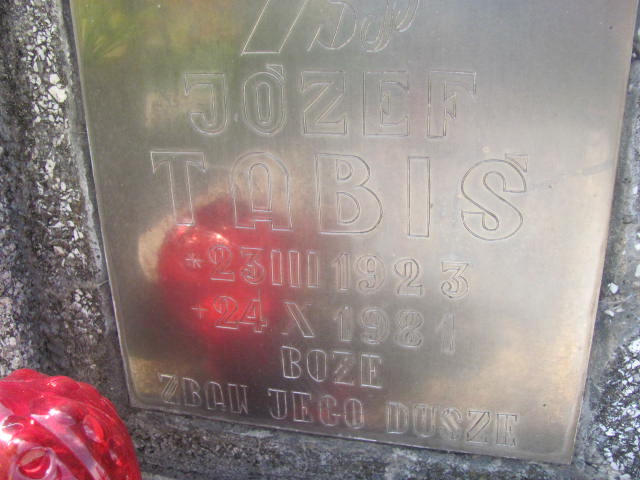 JÓZEF
TABIŚ
*23 III 1923
+24 X 1981
BOZE
ZBAW JEGO DUSZE